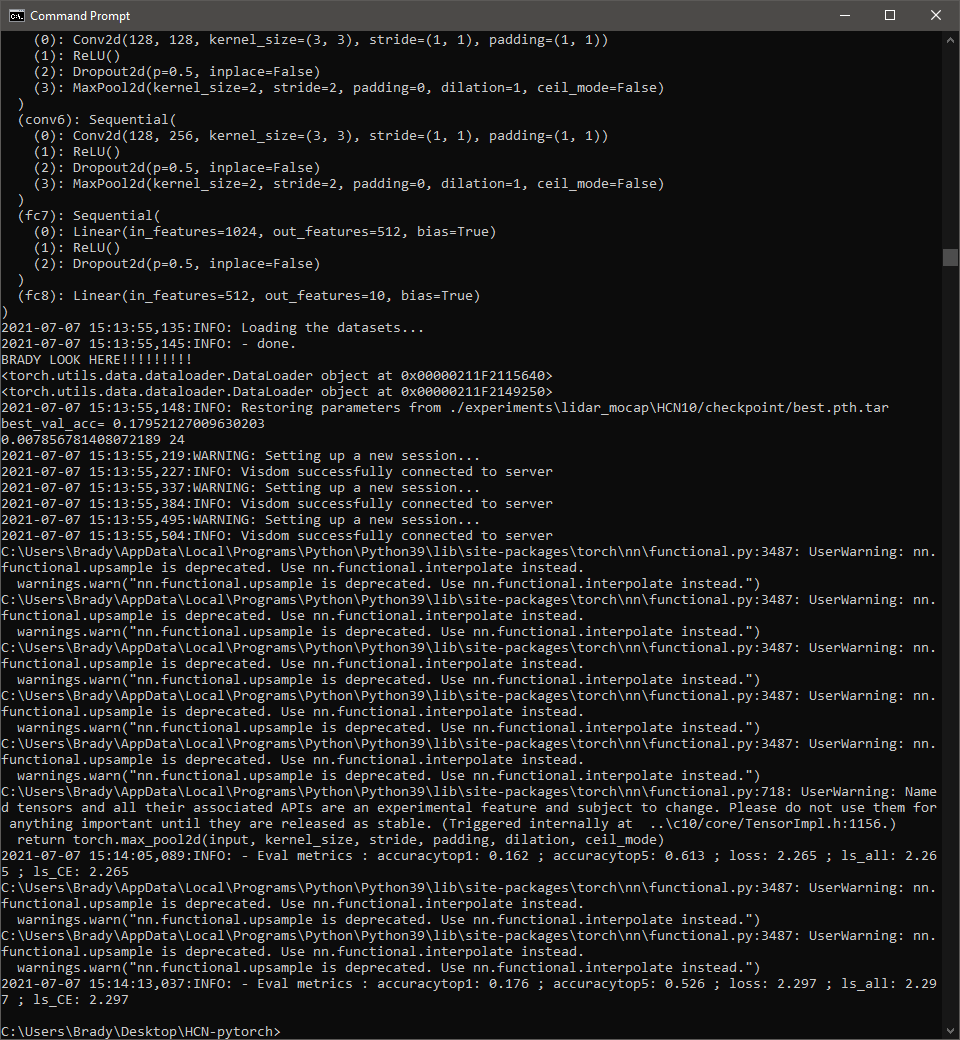 Command Prompt
(0): Conv2d(128, 128, kernel_size=(3, 3), stride=(1, 1), padding=(1, 1))
(1): ReLU()
(2): Dropout2d(p=0.5, inplace=False)
(3): MaxPool2d(kernel_size=2, stride=2, padding=0, dilation=1, ceil_mode=False)
)
(conv6): Sequential(
(0): Conv2d(128, 256, kernel_size=(3, 3), stride=(1, 1), padding=(1, 1))
(1): ReLU()
(2): Dropout2d(p=0.5, inplace=False)
(3): MaxPool2d(kernel_size=2, stride=2, padding=0, dilation=1, ceil_mode=False)
)
(fc7): Sequential(
(0): Linear(in_features=1024, out_features=512, bias=True)
(1): ReLU()
(2): Dropout2d(p=0.5, inplace=False)
)
(fc8): Linear(in_features=512, out_features=10, bias=True)
)
2021-07-07 15:13:55,135:INFO: Loading the datasets...
2021-07-07 15:13:55,145:INFO: - done.
BRADY LOOK HERE!!!!!!!!!
<torch.utils.data.dataloader.DataLoader object at 0x00000211F2115640>
<torch.utils.data.dataloader.DataLoader object at 0x00000211F2149250>
2021-07-07 15:13:55,148:INFO: Restoring parameters from ./experiments\lidar_mocap\HCN10/checkpoint/best.pth.tar
best_val_acc= 0.17952127009630203
0.007856781408072189 24
2021-07-07 15:13:55,219:WARNING: Setting up a new session...
2021-07-07 15:13:55,227:INFO: Visdom successfully connected to server
2021-07-07 15:13:55,337:WARNING: Setting up a new session...
2021-07-07 15:13:55,384:INFO: Visdom successfully connected to server
2021-07-07 15:13:55,495:WARNING: Setting up a new session...
2021-07-07 15:13:55,504:INFO: Visdom successfully connected to server
C:\Users\Brady\AppData\Local\Programs\Python\Python39\lib\site-packages\torch\nn\functional.py:3487: UserWarning: nn.
functional.upsample is deprecated. Use nn.functional.interpolate instead.
warnings.warn("nn.functional.upsample is deprecated. Use nn.functional.interpolate instead.")
C:\Users\Brady\AppData\Local\Programs\Python\Python39\lib\site-packages\torch\nn\functional.py:3487: UserWarning: nn.
functional.upsample is deprecated. Use nn.functional.interpolate instead.
warnings.warn("nn.functional.upsample is deprecated. Use nn.functional.interpolate instead.")
C:\Users\Brady\AppData\Local\Programs\Python\Python39\lib\site-packages\torch\nn\functional.py:3487: UserWarning: nn.
functional.upsample is deprecated. Use nn.functional.interpolate instead.
warnings.warn("nn.functional.upsample is deprecated. Use nn.functional.interpolate instead.")
C:\Users\Brady\AppData\Local\Programs\Python\Python39\lib\site-packages\torch\nn\functional.py:3487: UserWarning: nn.
functional.upsample is deprecated. Use nn.functional.interpolate instead.
warnings.warn("nn.functional.upsample is deprecated. Use nn.functional.interpolate instead.")
C:\Users\Brady\AppData\Local\Programs\Python\Python39\lib\site-packages\torch\nn\functional.py:3487: UserWarning: nn.
functional.upsample is deprecated. Use nn.functional.interpolate instead.
warnings.warn("nn.functional.upsample is deprecated. Use nn.functional.interpolate instead.")
C:\Users\Brady\AppData\Local\Programs\Python\Python39\lib\site-packages\torch\nn\functional.py:718: UserWarning: Name
d tensors and all their associated APIs are an experimental feature and subject to change. Please do not use them for
anything important until they are released as stable. (Triggered internally at  ..\c10/core/TensorImpl.h:1156.)
return torch.max_pool2d(input, kernel_size, stride, padding, dilation, ceil_mode)
2021-07-07 15:14:05,089:INFO: - Eval metrics : accuracytop1: 0.162 ; accuracytop5: 0.613 ; loss: 2.265 ; ls_all: 2.26
5 ; ls_CE: 2.265
C:\Users\Brady\AppData\Local\Programs\Python\Python39\lib\site-packages\torch\nn\functional.py:3487: UserWarning: nn.
functional.upsample is deprecated. Use nn.functional.interpolate instead.
warnings.warn("nn.functional.upsample is deprecated. Use nn.functional.interpolate instead.")
C:\Users\Brady\AppData\Local\Programs\Python\Python39\lib\site-packages\torch\nn\functional.py:3487: UserWarning: nn.
functional.upsample is deprecated. Use nn.functional.interpolate instead.
warnings.warn("nn.functional.upsample is deprecated. Use nn.functional.interpolate instead.")
2021-07-07 15:14:13,037:INFO: - Eval metrics : accuracytop1: 0.176 ; accuracytop5: 0.526 ; loss: 2.297 ; ls_all: 2.29
7 ; ls_CE: 2.297
C:\Users\Brady\Desktop\HCN-pytorch>